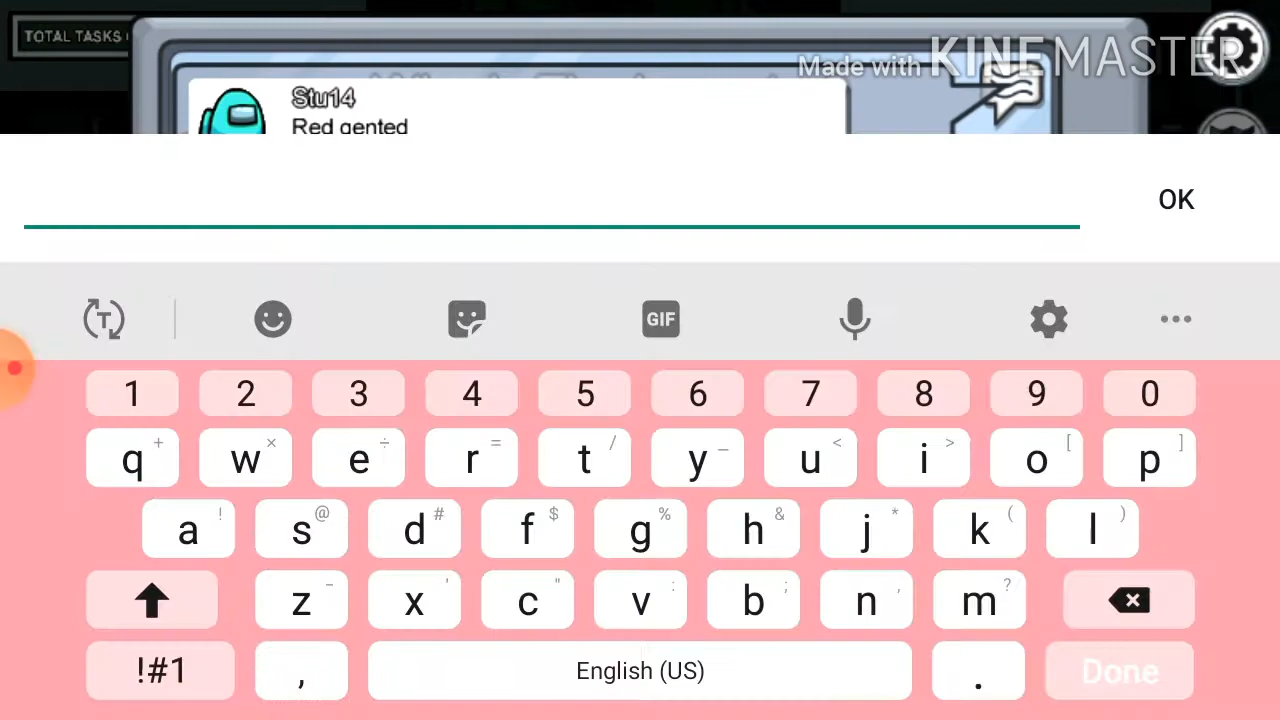 TOTAL TASKS
Made with KINEMASTER
Stu14
Red gented
OK
GIF
1 2 3 4 5 6 7 8 9 0
q + w × e ÷ r = t / y _ u < i > o [ p ]
a ! s @ d # f $ g % h & j * k ( l )
z - x ' c " v : b ; n , m ?
!#1 , English (US) . Done